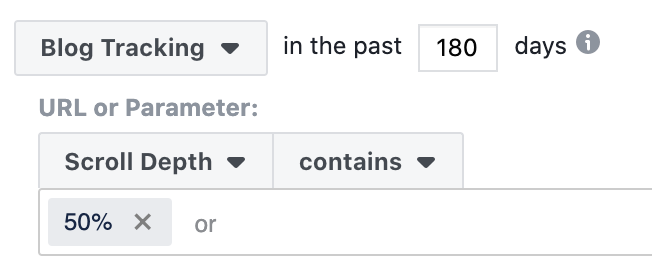 Blog Tracking in the past 180 days
URL or Parameter:
Scroll Depth contains
50% or